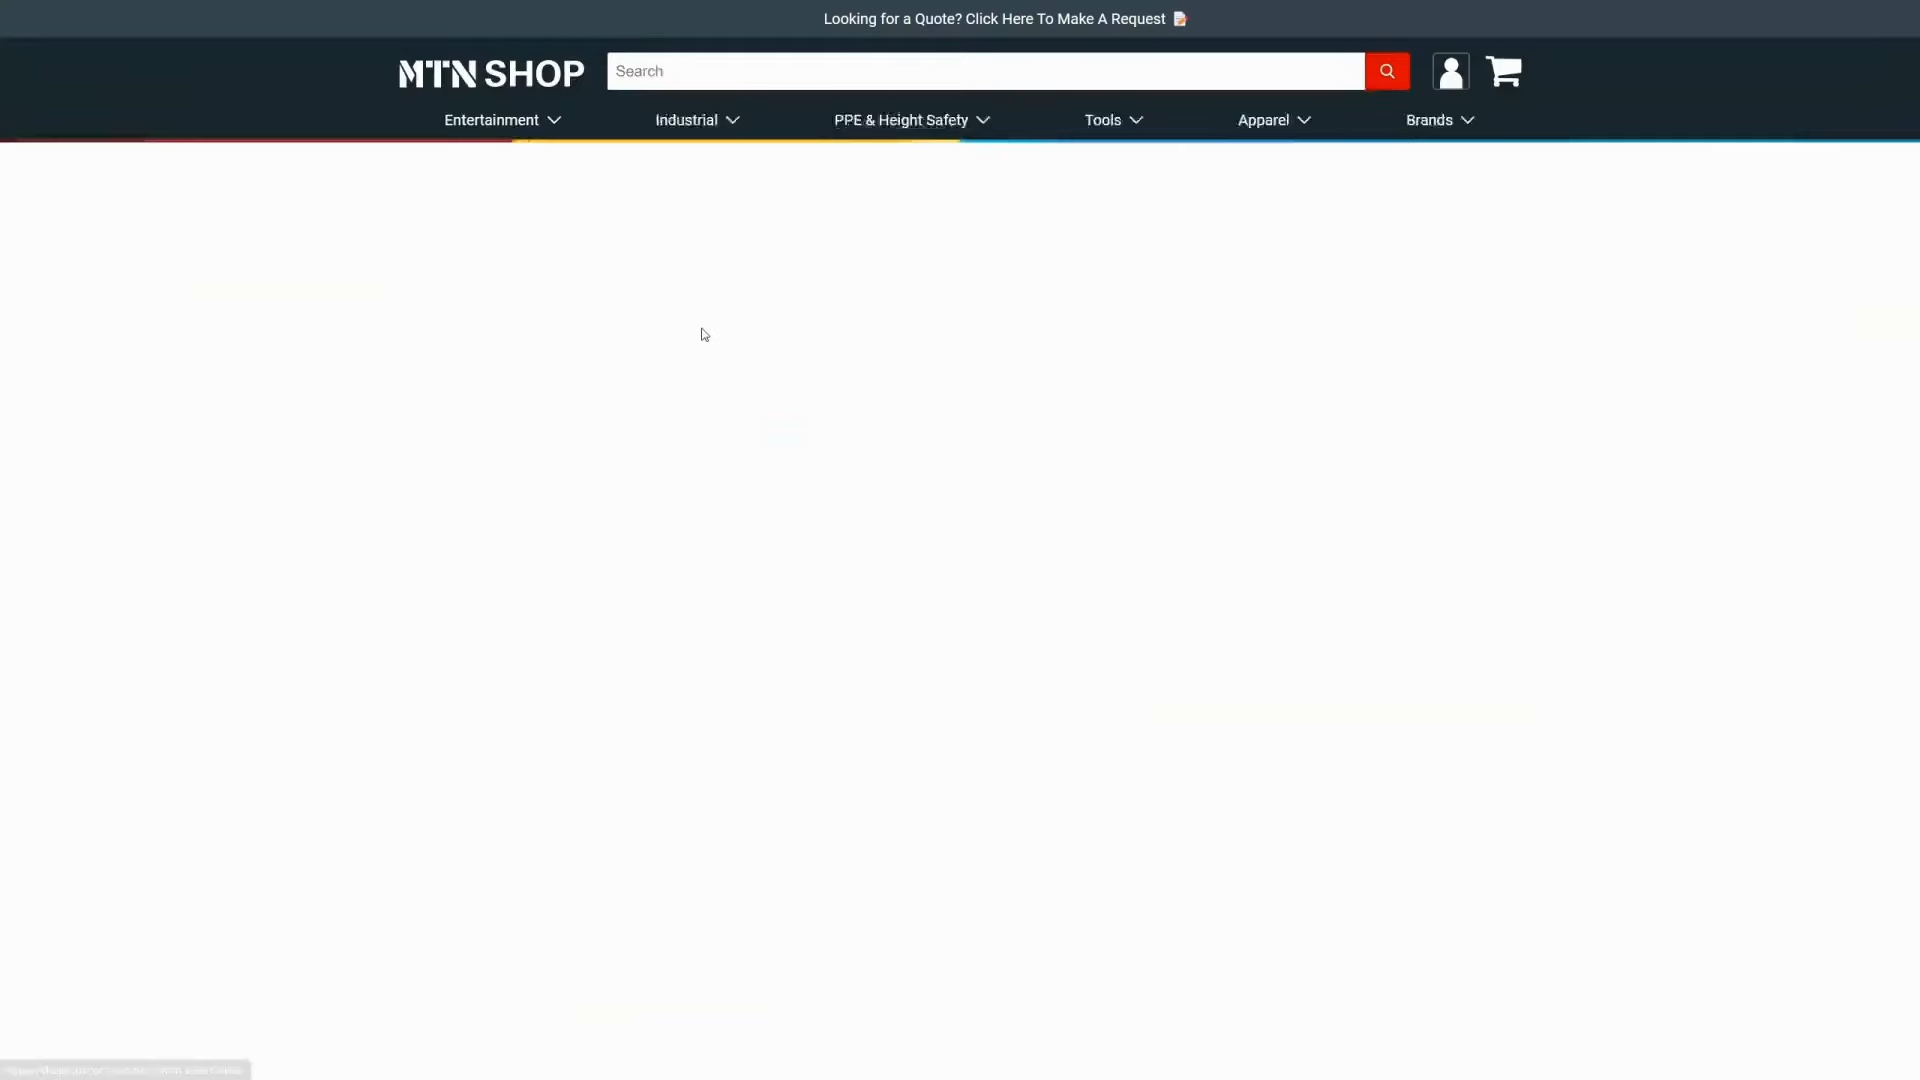 Looking for a Quote? Click Here To Make A Request
MTN SHOP
Search
Entertainment
Industrial
PPE & Height Safety
Tools
Apparel
Brands